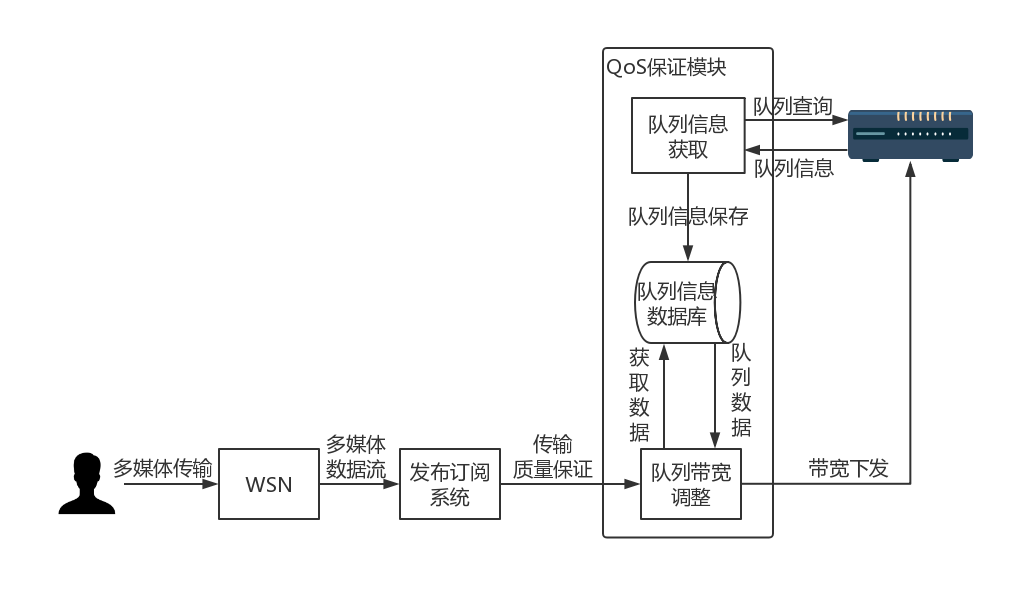 QoS保证模块
队列信息
获取
队列查询
队列信息
队列信息保存
队列信息
数据库
获
取
数
据
队
列
数
据
多媒体传输
WSN
多媒体
数据流
发布订阅
系统
传输
质量保证
队列带宽
调整
带宽下发